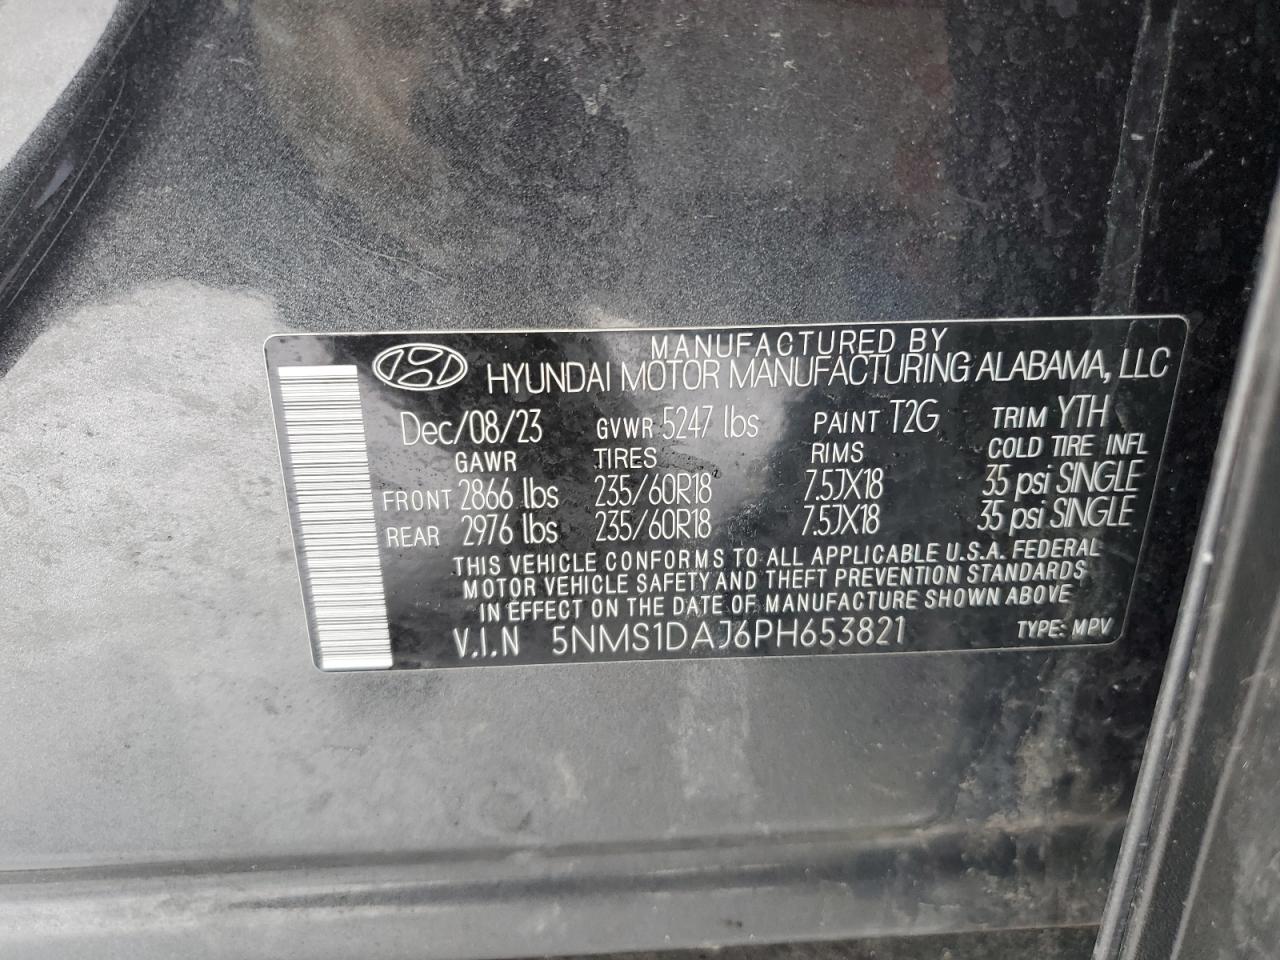 MANUFACTURED BY
HYUNDAI MOTOR MANUFACTURING ALABAMA, LLC
Dec/08/23 GVWR 5247 lbs PAINT T2G TRIM YTH
GAWR TIRES RIMS COLD TIRE INFL
FRONT 2866 lbs 235/60R18 7.5JX18 35 psi SINGLE
REAR 2976 lbs 235/60R18 7.5JX18 35 psi SINGLE
THIS VEHICLE CONFORMS TO ALL APPLICABLE U.S.A. FEDERAL
MOTOR VEHICLE SAFETY AND THEFT PREVENTION STANDARDS
IN EFFECT ON THE DATE OF MANUFACTURE SHOWN ABOVE
V.I.N 5NMS1DAJ6PH653821 TYPE: MPV